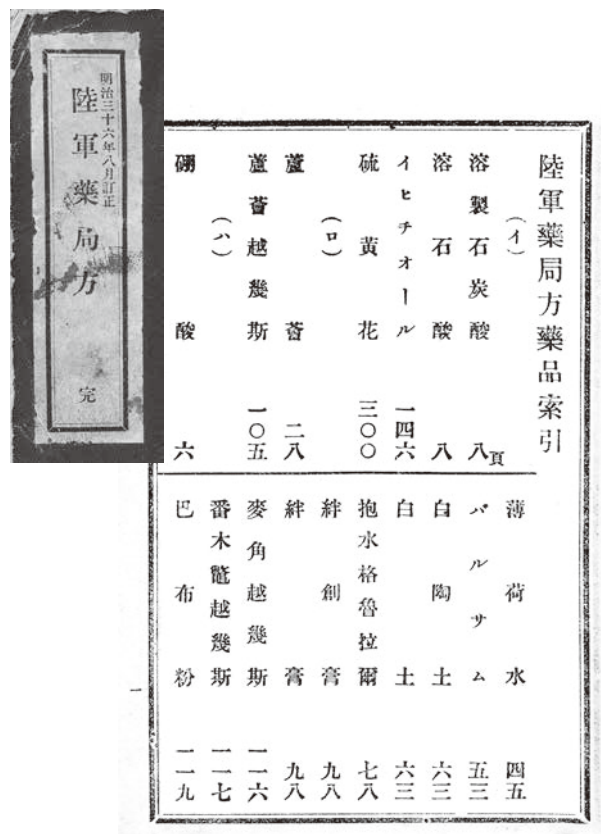 明治三十六年八月訂正
陸軍藥局方 完
陸軍藥局方藥品索引
(イ)
溶製石炭酸 八頁
溶石酸 八
イヒチオール 一四六
硫黃花 三〇〇
(ロ)
蘆薈 二八
蘆薈越幾斯 一〇五
(ハ)
硼酸 六
薄荷水 四五
バルサム 五三
白陶土 六三
白土 六三
抱水格魯拉爾 七八
絆創膏 九八
絆膏 九八
麥角越幾斯 一一六
番木鼈越幾斯 一一七
巴布粉 一一九
一